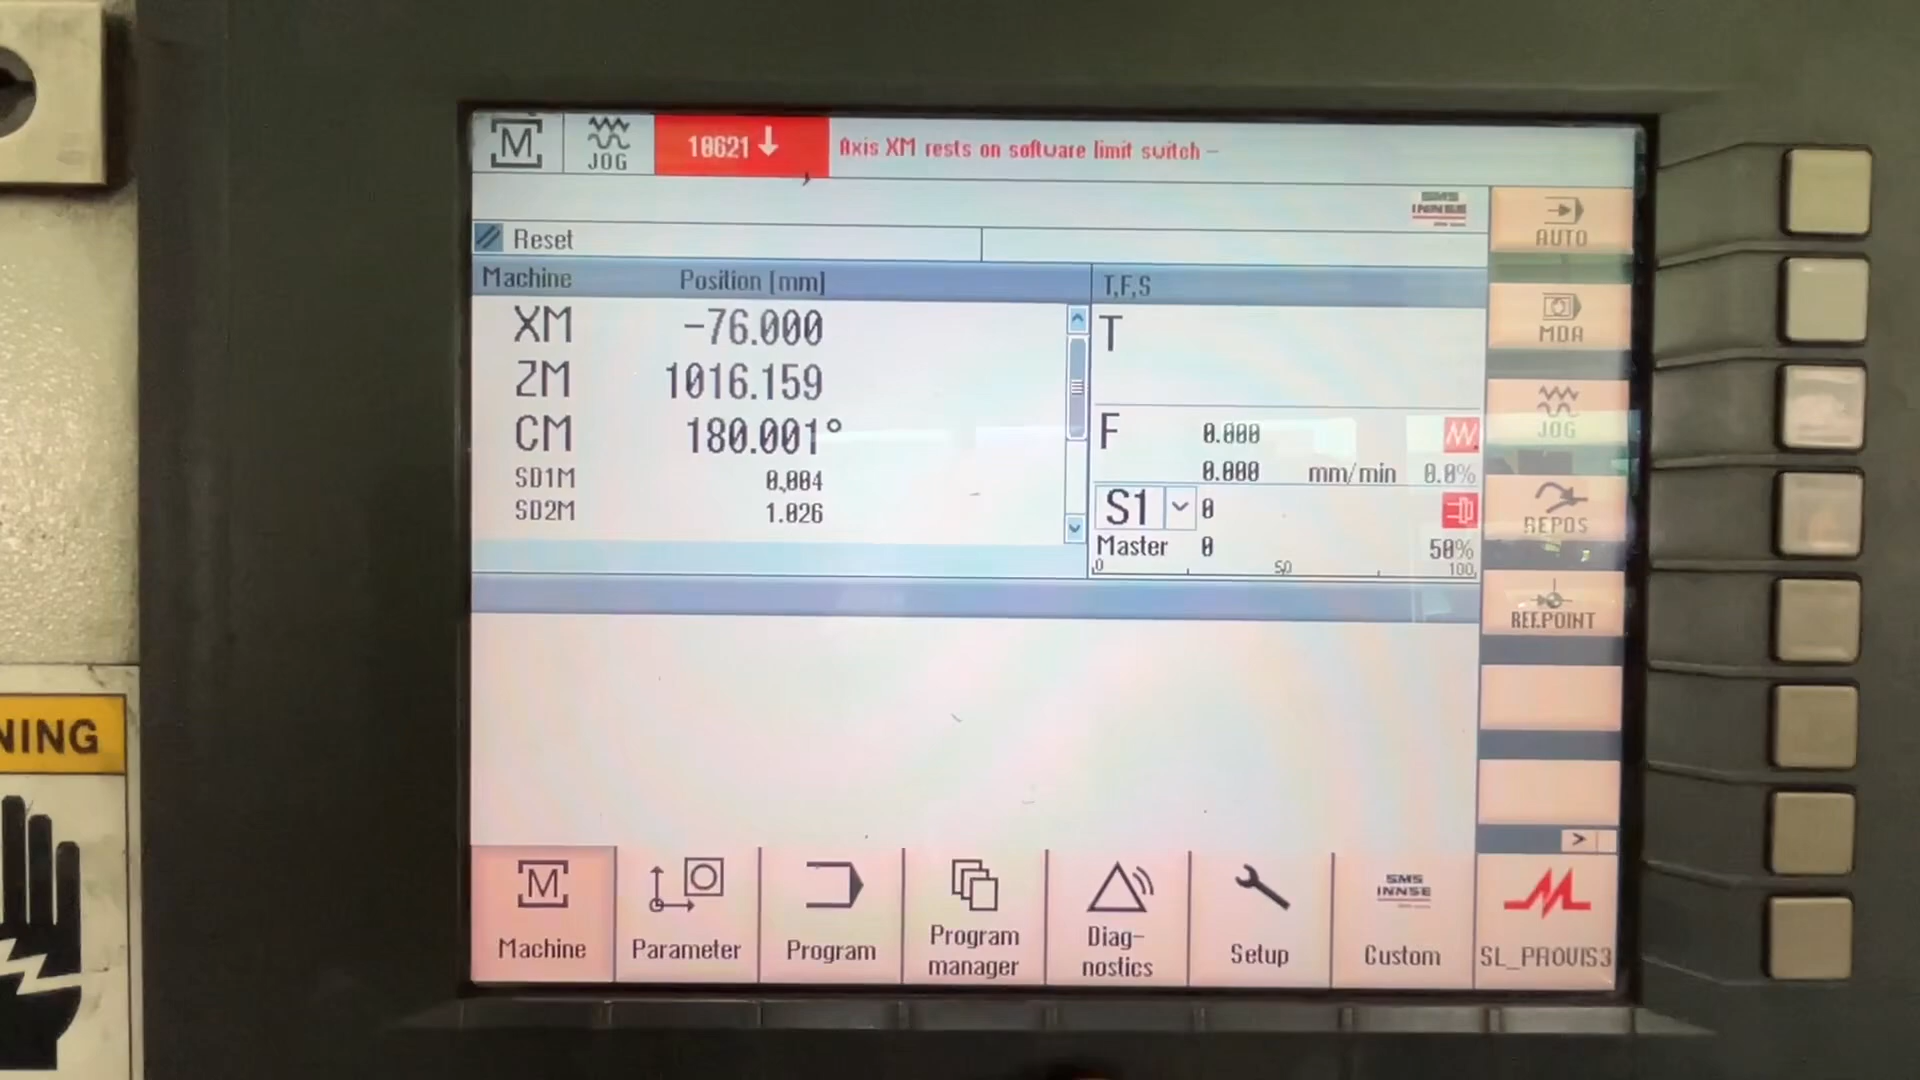 M
JOG
10621 Axis XM rests on software limit switch -
SMS
INNSE
Reset
Machine Position [mm]
XM -76.000
ZM 1016.159
CM 180.001°
SD1M 0.004
SD2M 1.026
T,F,S
T
F 0.000
0.000 mm/min 0.0%
S1 0
Master 0 50%
0 50 100
AUTO
MDA
JOG
REPOS
REF.POINT
>
M
Machine
Parameter
Program
Program
manager
Diag-
nostics
Setup
SMS
INNSE
Custom
SL_PROVIS3
NING